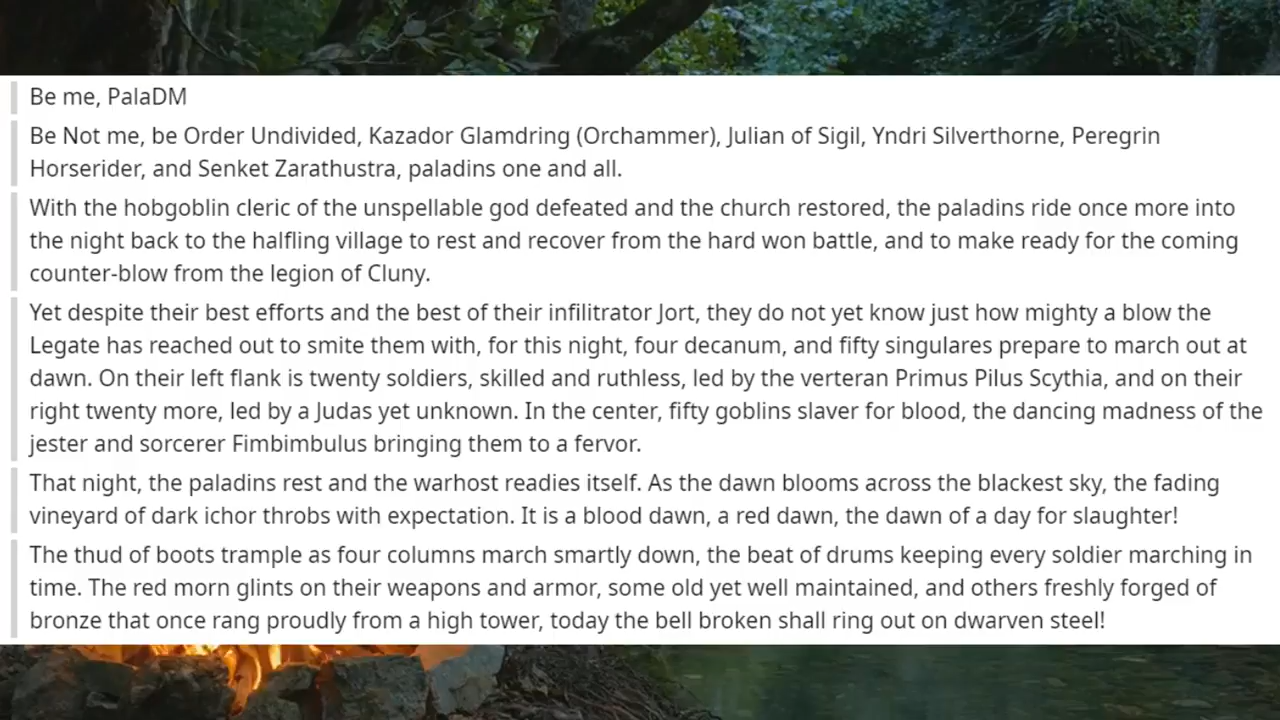 Be me, PalaDM
Be Not me, be Order Undivided, Kazador Glamdring (Orchammer), Julian of Sigil, Yndri Silverthorne, Peregrin
Horserider, and Senket Zarathustra, paladins one and all.
With the hobgoblin cleric of the unspellable god defeated and the church restored, the paladins ride once more into
the night back to the halfling village to rest and recover from the hard won battle, and to make ready for the coming
counter-blow from the legion of Cluny.
Yet despite their best efforts and the best of their infilitrator Jort, they do not yet know just how mighty a blow the
Legate has reached out to smite them with, for this night, four decanum, and fifty singulares prepare to march out at
dawn. On their left flank is twenty soldiers, skilled and ruthless, led by the verteran Primus Pilus Scythia, and on their
right twenty more, led by a Judas yet unknown. In the center, fifty goblins slaver for blood, the dancing madness of the
jester and sorcerer Fimbimbulus bringing them to a fervor.
That night, the paladins rest and the warhost readies itself. As the dawn blooms across the blackest sky, the fading
vineyard of dark ichor throbs with expectation. It is a blood dawn, a red dawn, the dawn of a day for slaughter!
The thud of boots trample as four columns march smartly down, the beat of drums keeping every soldier marching in
time. The red morn glints on their weapons and armor, some old yet well maintained, and others freshly forged of
bronze that once rang proudly from a high tower, today the bell broken shall ring out on dwarven steel!